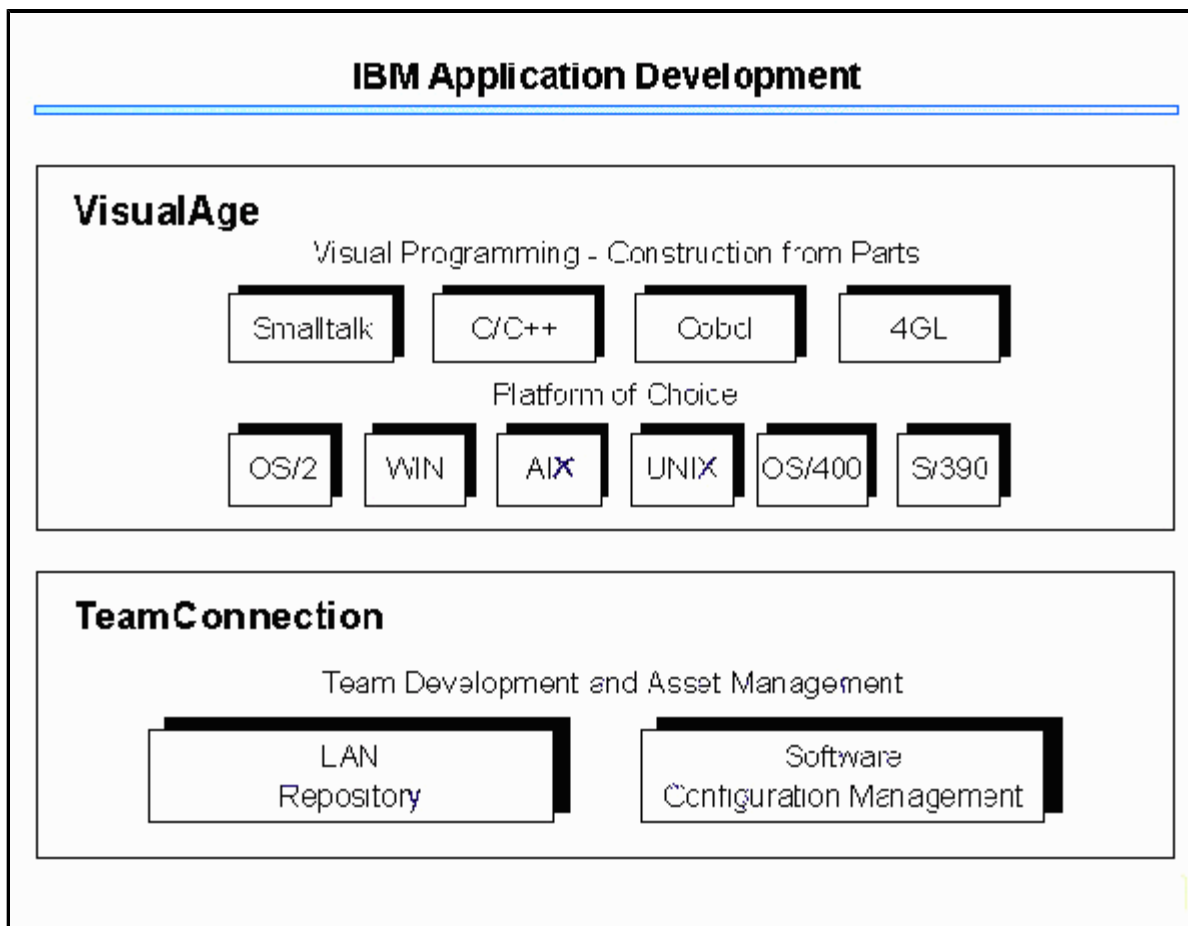 IBM Application Development
VisualAge
Visual Programming - Construction from Parts
Smalltalk C/C++ Cobol 4GL
Platform of Choice
OS/2 WIN AIX UNIX OS/400 S/390
TeamConnection
Team Development and Asset Management
LAN
Repository
Software
Configuration Management